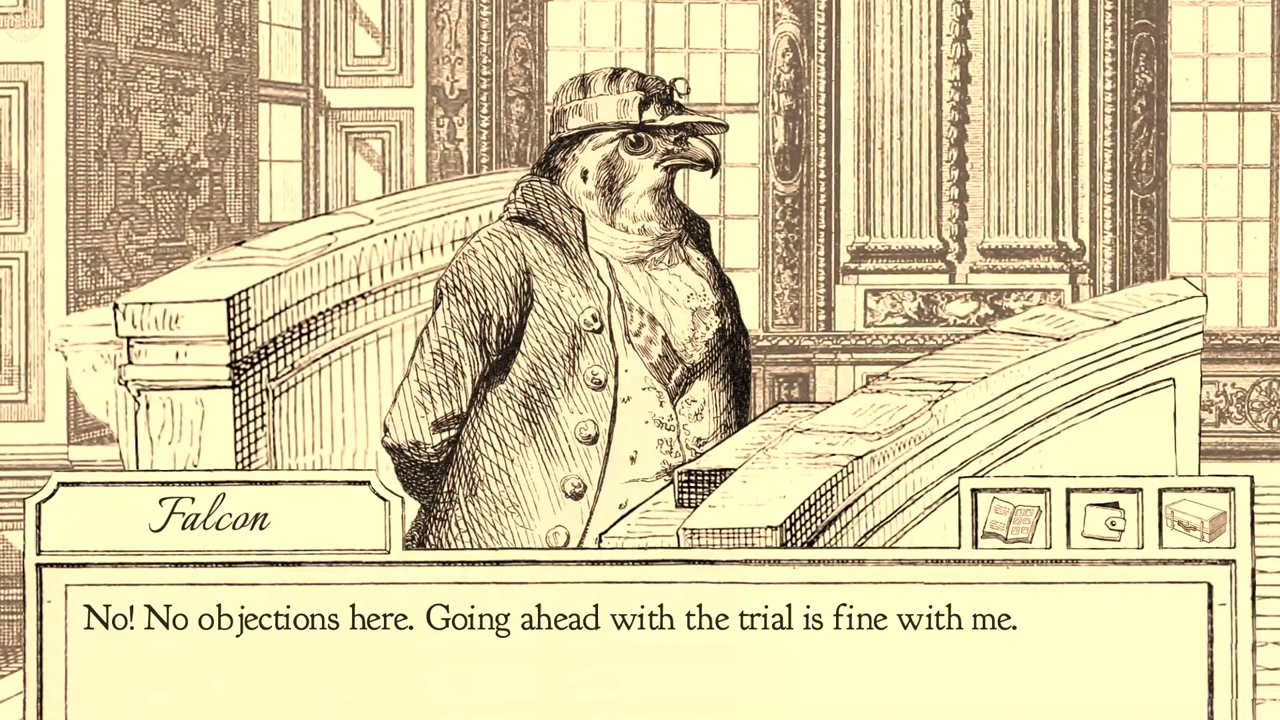 Falcon
No! No objections here. Going ahead with the trial is fine with me.